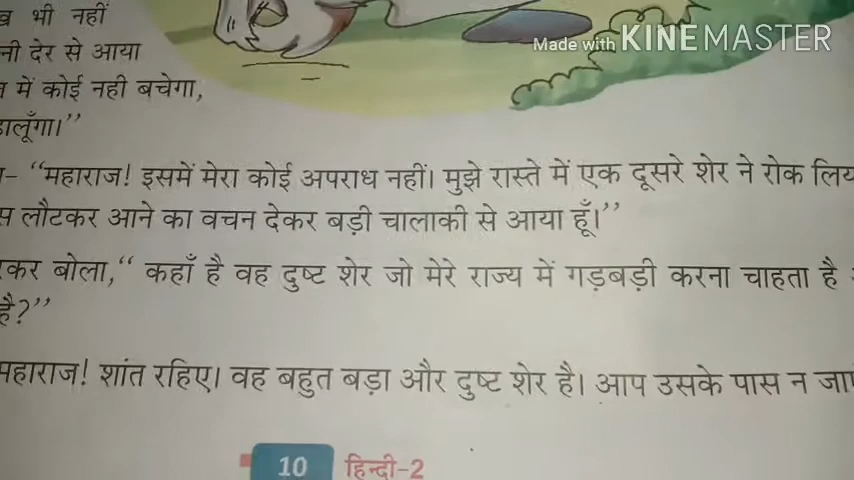 भी नहीं
Made with KINEMASTER
देर से आया
में कोई नही बचेगा,
महाराज! इसमें मेरा कोई अपराध नहीं। मुझे रास्ते में एक दूसरे शेर ने रोक
लौटकर आने का वचन देकर बड़ी चालाकी से आया हूँ।”
बोला,“ कहाँ है वह दुष्ट शेर जो मेरे राज्य में गड़बड़ी करना चाहता है
है?”
महाराज! शांत रहिए। वह बहुत बड़ा और दुष्ट शेर है। आप उसके पास न
10 हिन्दी-2